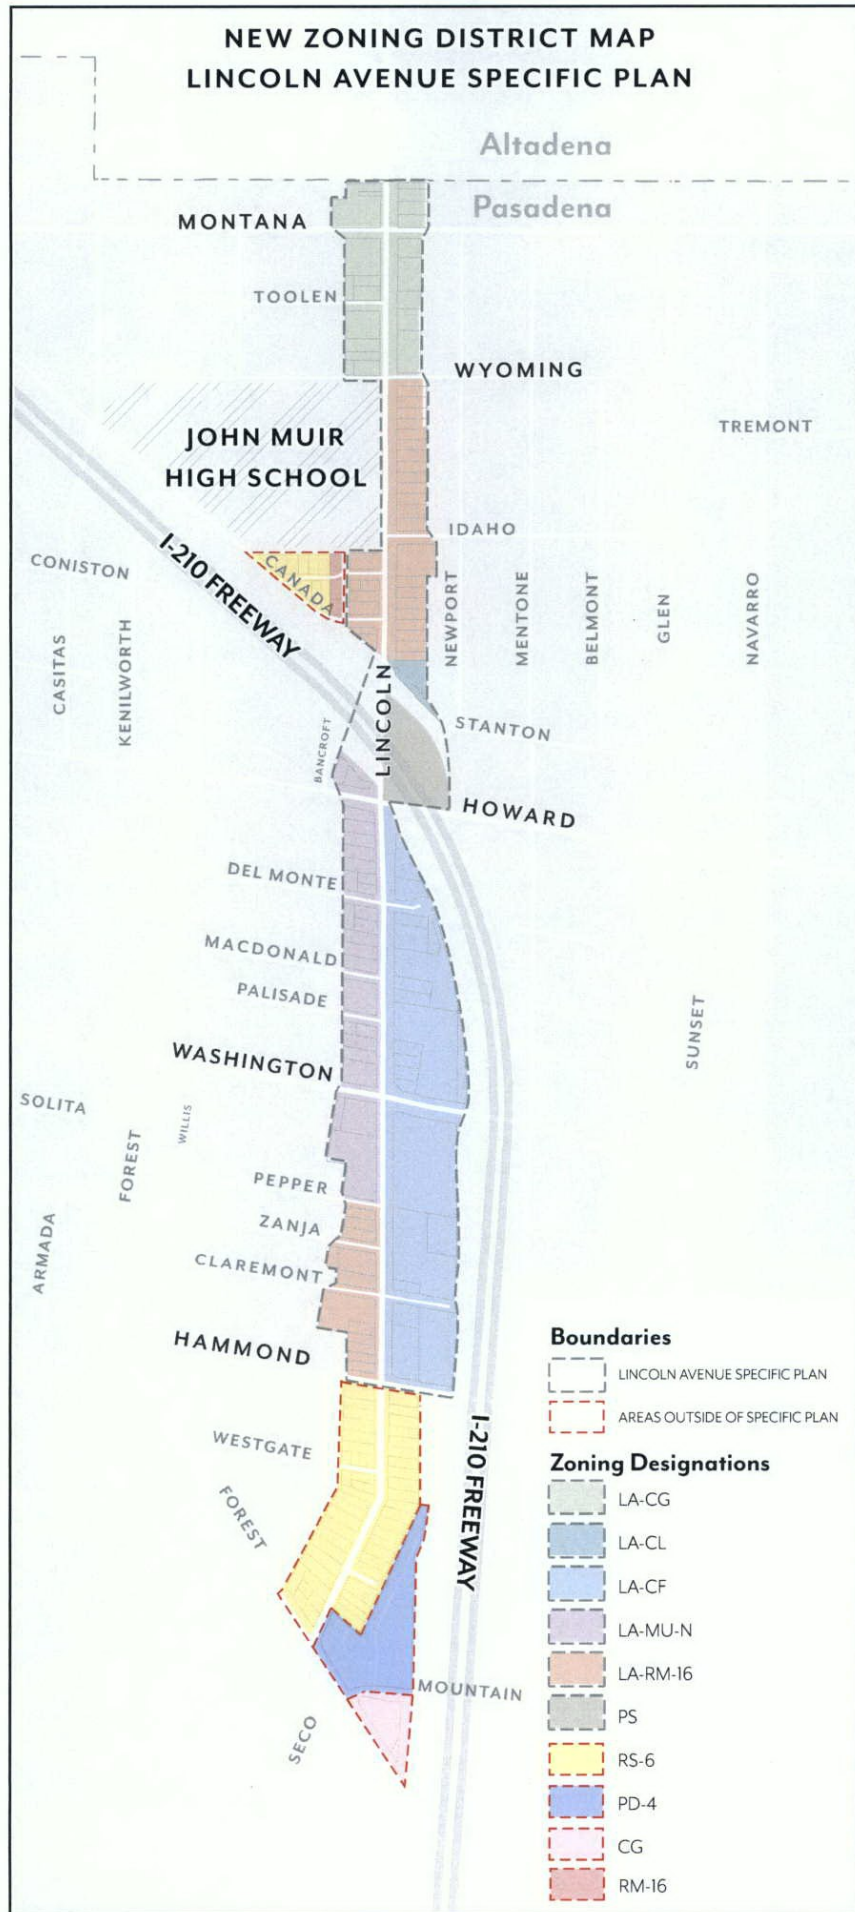 NEW ZONING DISTRICT MAP
LINCOLN AVENUE SPECIFIC PLAN
Altadena
Pasadena
MONTANA
TOOLEN
WYOMING
TREMONT
JOHN MUIR
HIGH SCHOOL
IDAHO
I-210 FREEWAY
CANADA
CONISTON
CASITAS
KENILWORTH
NEWPORT
MENTONE
BELMONT
GLEN
NAVARRO
LINCOLN
BANCROFT
STANTON
HOWARD
DEL MONTE
MACDONALD
PALISADE
WASHINGTON
SUNSET
SOLITA
WILLIS
FOREST
PEPPER
ZANJA
ARMADA
CLAREMONT
HAMMOND
WESTGATE
FOREST
I-210 FREEWAY
MOUNTAIN
SECO
Boundaries
LINCOLN AVENUE SPECIFIC PLAN
AREAS OUTSIDE OF SPECIFIC PLAN
Zoning Designations
LA-CG
LA-CL
LA-CF
LA-MU-N
LA-RM-16
PS
RS-6
PD-4
CG
RM-16